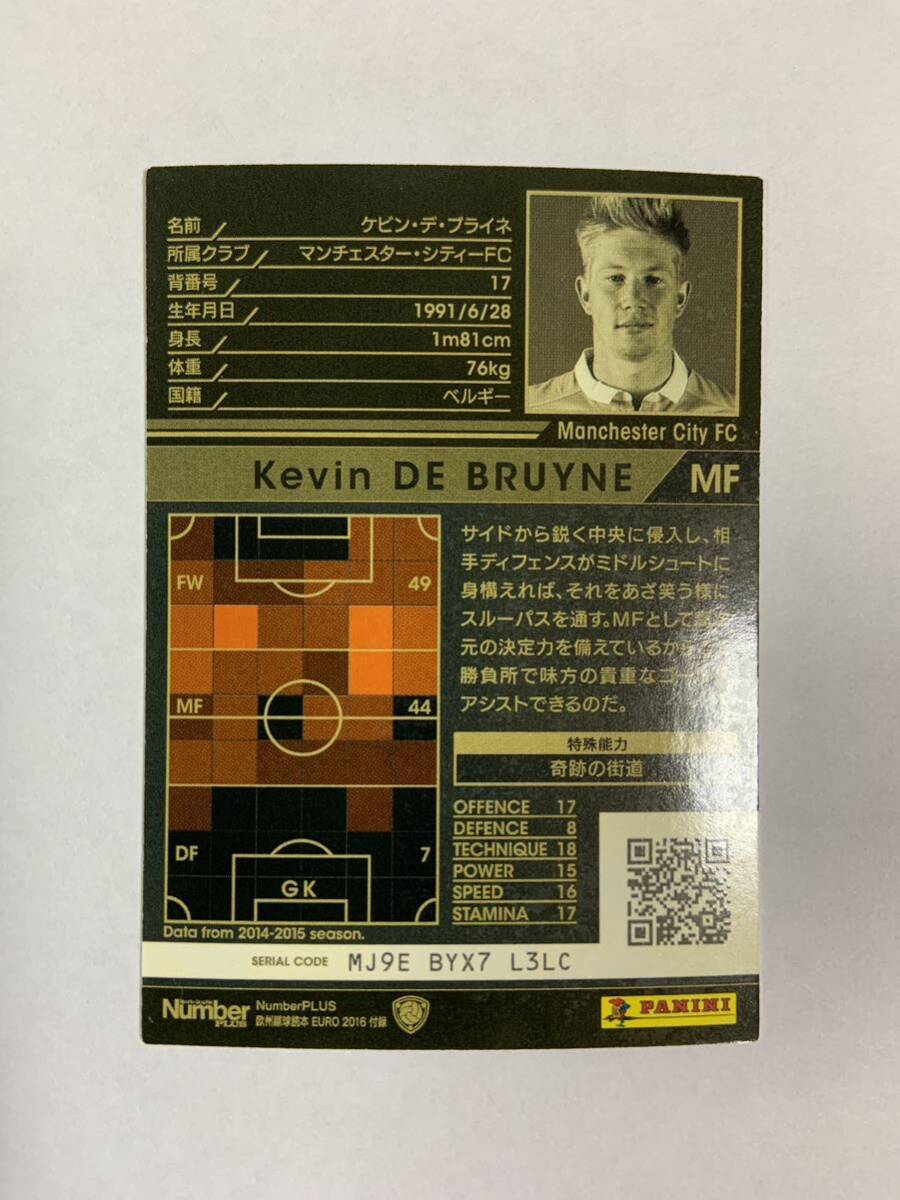 名前 ケビン・デ・ブライネ
所属クラブ マンチェスター・シティーFC
背番号 17
生年月日 1991/6/28
身長 1m81cm
体重 76kg
国籍 ベルギー
Manchester City FC
Kevin DE BRUYNE MF
FW 49
MF 44
DF 7
GK
Data from 2014-2015 season.
サイドから鋭く中央に侵入し、相
手ディフェンスがミドルシュートに
身構えれば、それをあざ笑う様に
スルーパスを通す。MFとして高次
元の決定力を備えているから
勝負所で味方の貴重なゴールを
アシストできるのだ。
特殊能力
奇跡の街道
OFFENCE 17
DEFENCE 8
TECHNIQUE 18
POWER 15
SPEED 16
STAMINA 17
SERIAL CODE MJ9E BYX7 L3LC
Number PLUS
NumberPLUS
欧州蹴球読本 EURO 2016 付録
PANINI